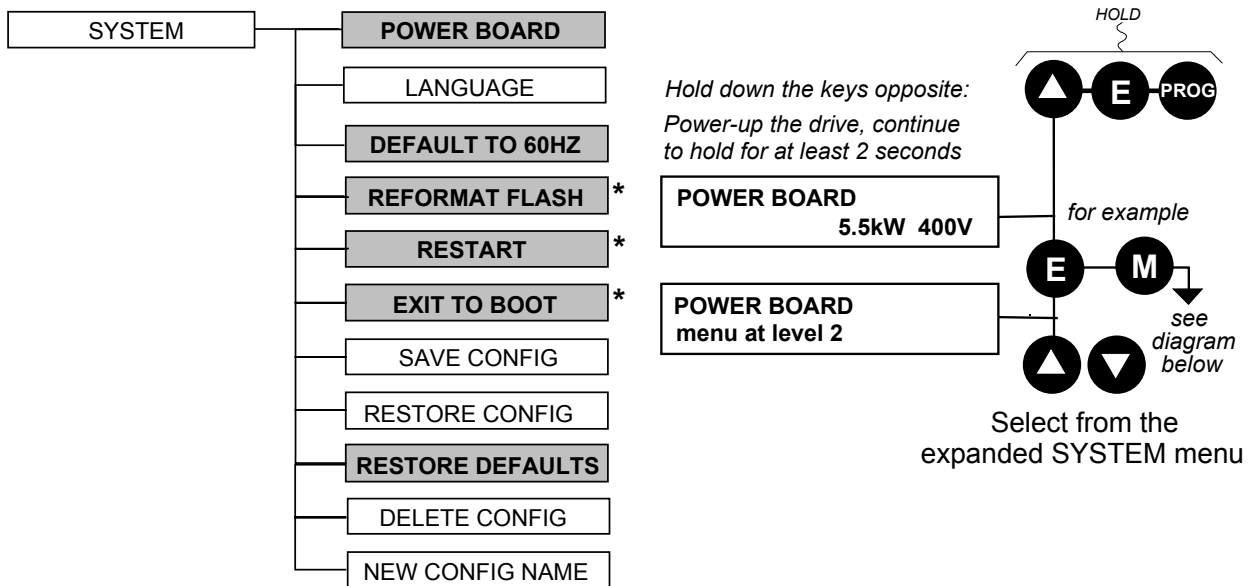 SYSTEM
POWER BOARD
LANGUAGE
DEFAULT TO 60HZ
REFORMAT FLASH *
RESTART *
EXIT TO BOOT *
SAVE CONFIG
RESTORE CONFIG
RESTORE DEFAULTS
DELETE CONFIG
NEW CONFIG NAME
HOLD
E PROG
Hold down the keys opposite:
Power-up the drive, continue
to hold for at least 2 seconds
POWER BOARD
5.5kW 400V
for example
E M
POWER BOARD
menu at level 2
see
diagram
below
Select from the
expanded SYSTEM menu